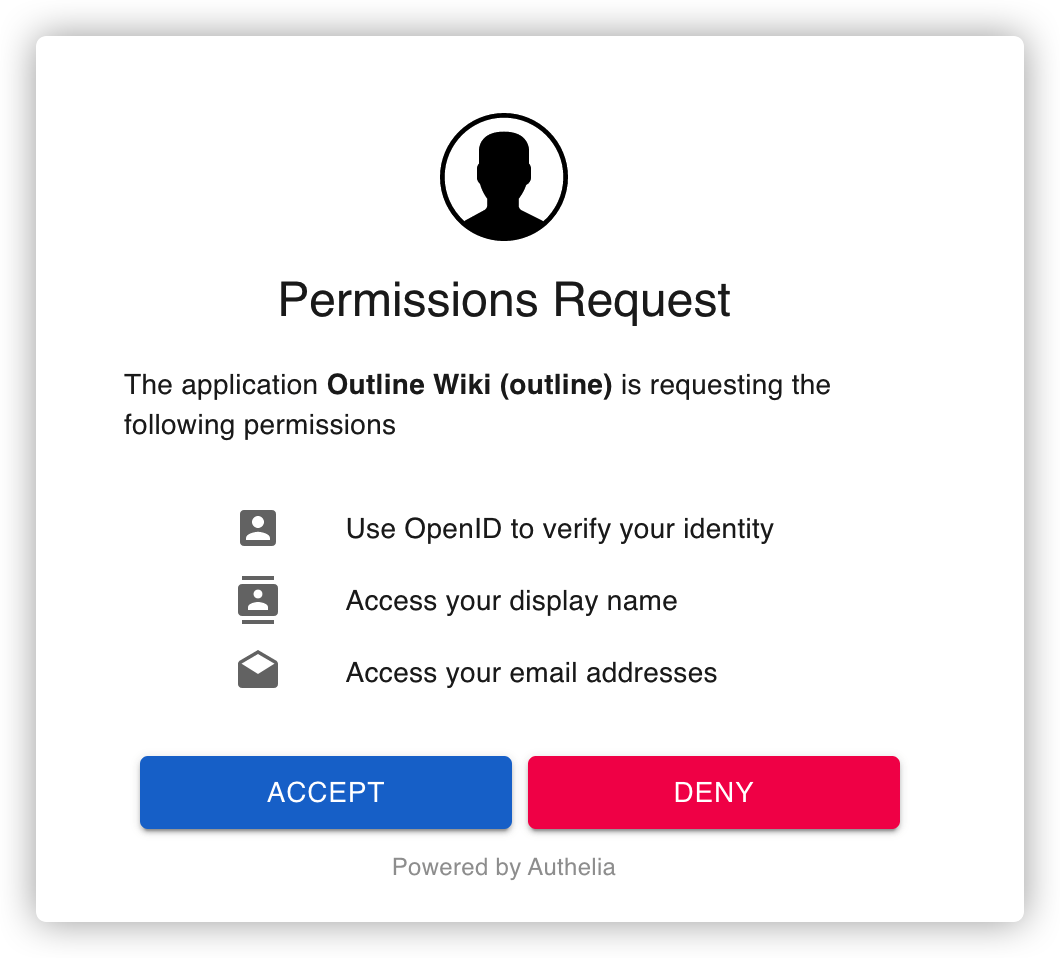 Permissions Request
The application Outline Wiki (outline) is requesting the
following permissions
Use OpenID to verify your identity
Access your display name
Access your email addresses
ACCEPT
DENY
Powered by Authelia